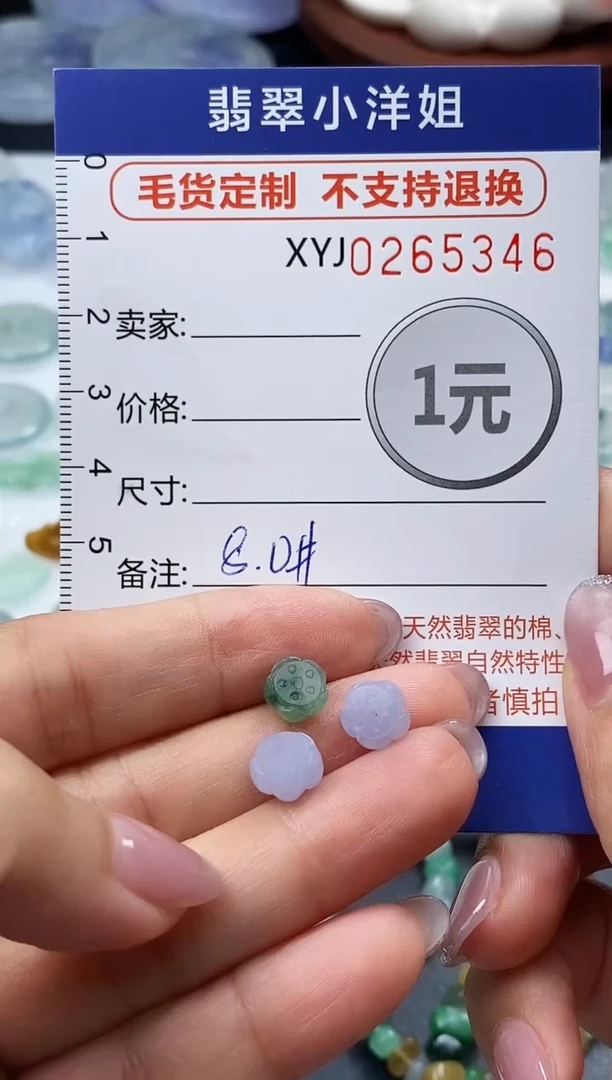 翡翠小洋姐
毛货定制 不支持退换
XYJ0265346
0
1
2
3
4
5
卖家:
价格:
1元
尺寸:
备注: 8.0#
天然翡翠的棉、
然翡翠自然特性
者慎拍